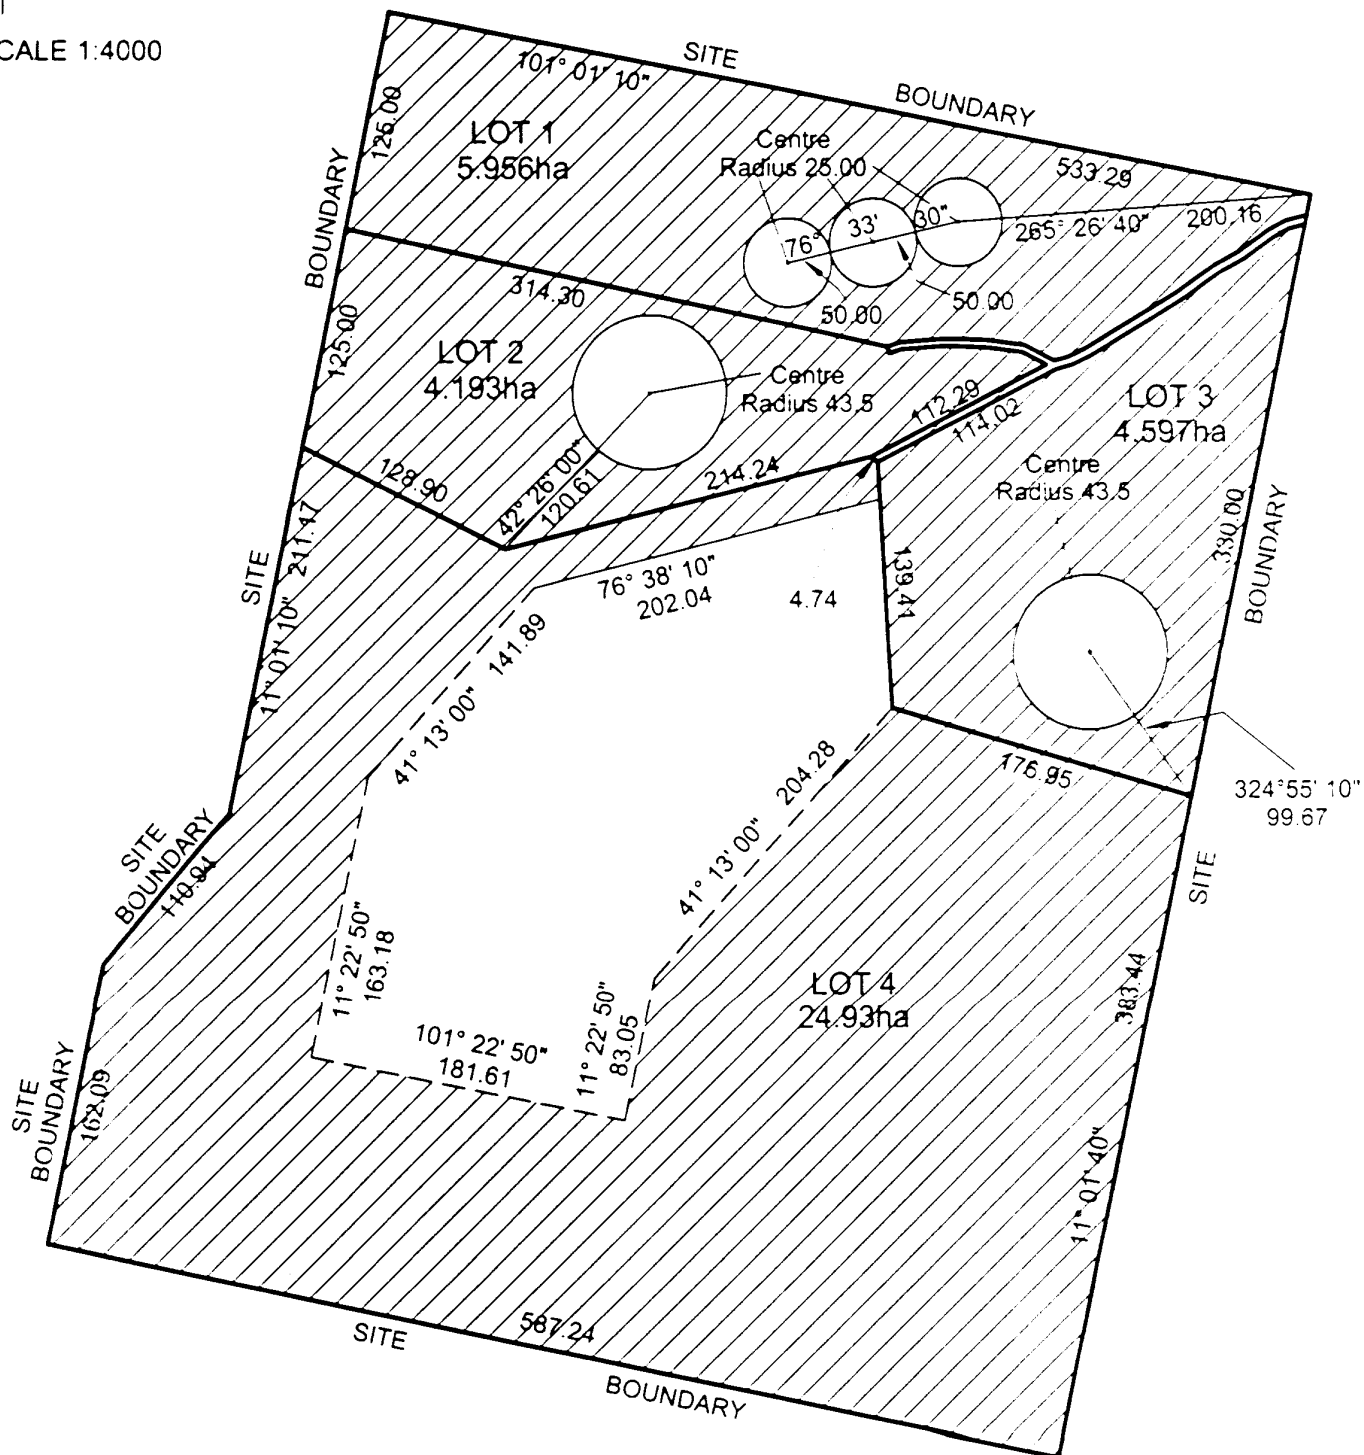 CALE 1:4000
SITE
BOUNDARY
101° 01' 10"
533.29
126.00
LOT 1
5.956ha
Centre
Radius 25.00
76° 33' 30"
265° 26' 40"
200.16
50.00
50.00
BOUNDARY
314.30
125.00
LOT 2
4.193ha
Centre
Radius 43.5
112.29
114.02
LOT 3
4.597ha
Centre
Radius 43.5
128.90
42° 26' 00"
120.61
214.24
76° 38' 10"
202.04
4.74
139.41
330.00
BOUNDARY
SITE
211.47
11° 01' 10"
41° 13' 00"
141.89
176.95
324°55' 10"
99.67
41° 13' 00"
204.28
SITE
BOUNDARY
110.94
SITE
11° 22' 50"
163.18
101° 22' 50"
181.61
11° 22' 50"
83.05
LOT 4
24.93ha
383.44
11° 01' 40"
SITE
BOUNDARY
162.09
587.24
SITE
BOUNDARY